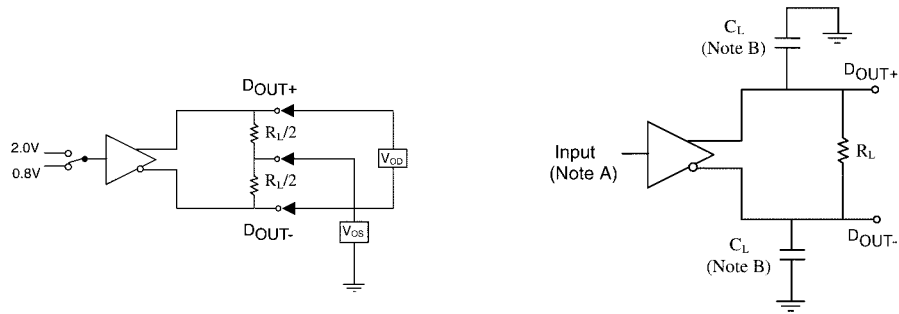 DOUT+
RL/2
2.0V
0.8V
VOD
RL/2
DOUT-
VOS
CL
(Note B)
DOUT+
Input
(Note A)
RL
DOUT-
CL
(Note B)